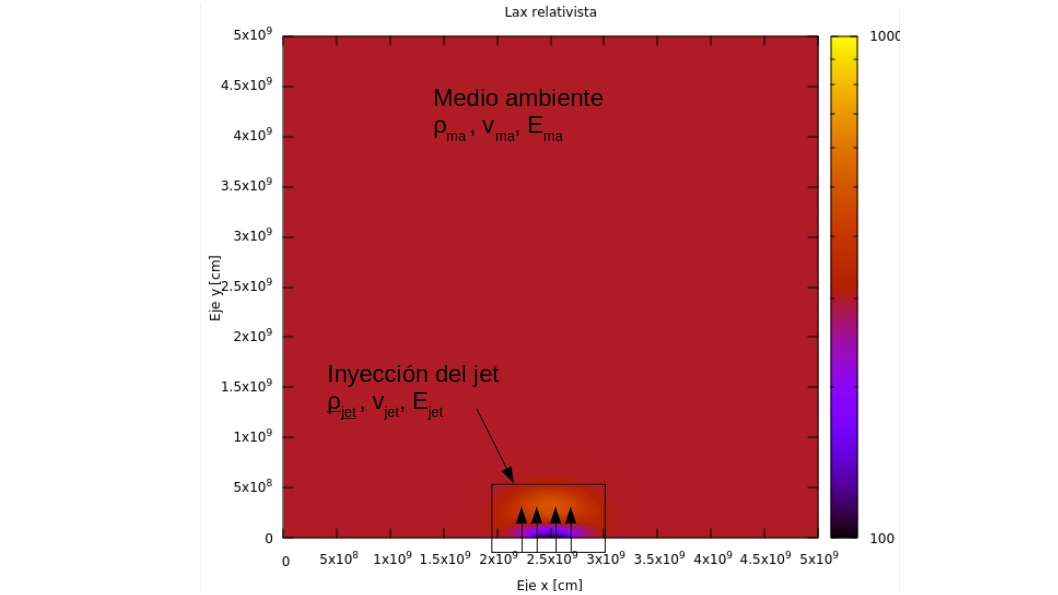 Lax relativista
5x10⁹
4.5x10⁹
4x10⁹
3.5x10⁹
3x10⁹
2.5x10⁹
2x10⁹
1.5x10⁹
1x10⁹
5x10⁸
0
Eje y [cm]
Medio ambiente
ρma , vma, Ema
Inyección del jet
ρjet , vjet, Ejet
0 5x10⁸ 1x10⁹ 1.5x10⁹ 2x10⁹ 2.5x10⁹ 3x10⁹ 3.5x10⁹ 4x10⁹ 4.5x10⁹ 5x10⁹
Eje x [cm]
1000
100